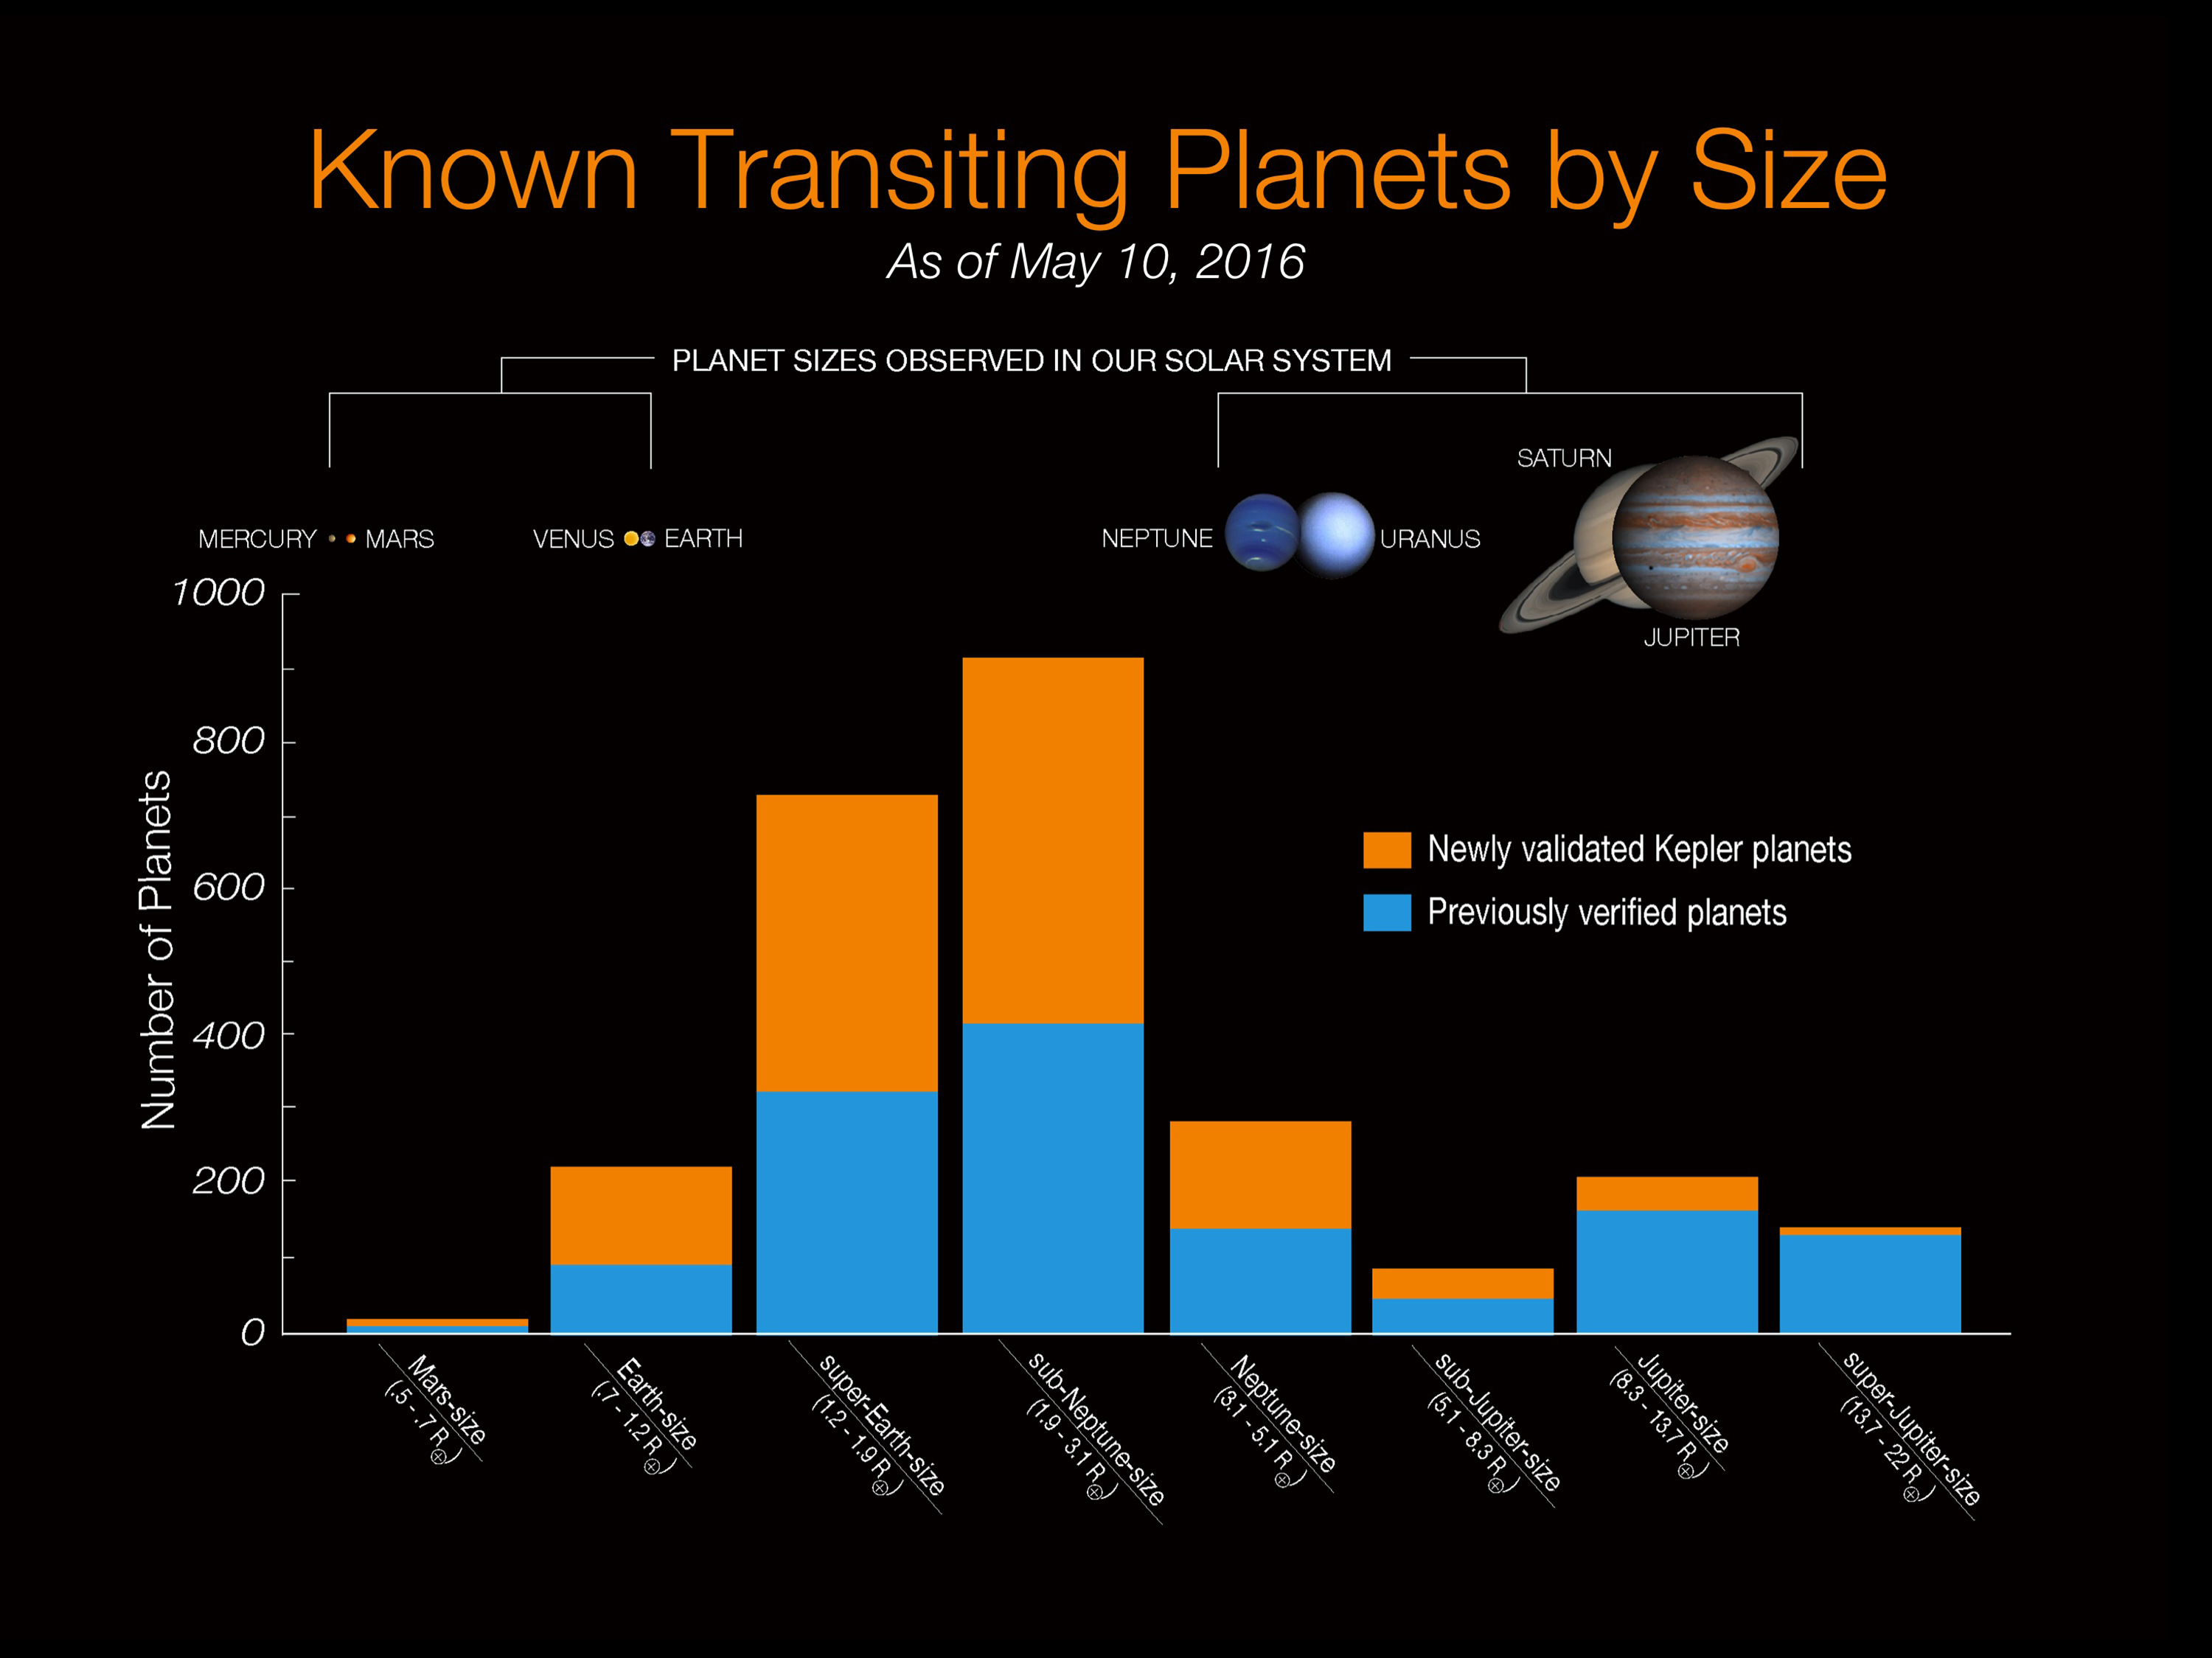 Known Transiting Planets by Size
As of May 10, 2016
PLANET SIZES OBSERVED IN OUR SOLAR SYSTEM
SATURN
MERCURY MARS VENUS EARTH NEPTUNE URANUS
JUPITER
1000
800
600
400
200
0
Number of Planets
Newly validated Kepler planets
Previously verified planets
Mars-size
(.5 - .7 R⊗)
Earth-size
(.7 - 1.2 R⊗)
super-Earth-size
(1.2 - 1.9 R⊗)
sub-Neptune-size
(1.9 - 3.1 R⊗)
Neptune-size
(3.1 - 5.1 R⊗)
sub-Jupiter-size
(5.1 - 8.3 R⊗)
Jupiter-size
(8.3 - 13.7 R⊗)
super-Jupiter-size
(13.7 - 22 R⊗)